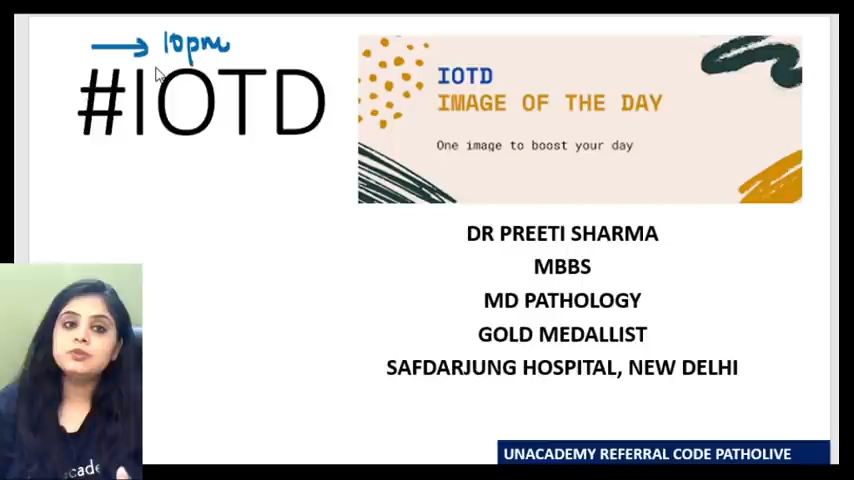 10pm
#IOTD
IOTD
IMAGE OF THE DAY
One image to boost your day
DR PREETI SHARMA
MBBS
MD PATHOLOGY
GOLD MEDALLIST
SAFDARJUNG HOSPITAL, NEW DELHI
cade
UNACADEMY REFERRAL CODE PATHOLIVE